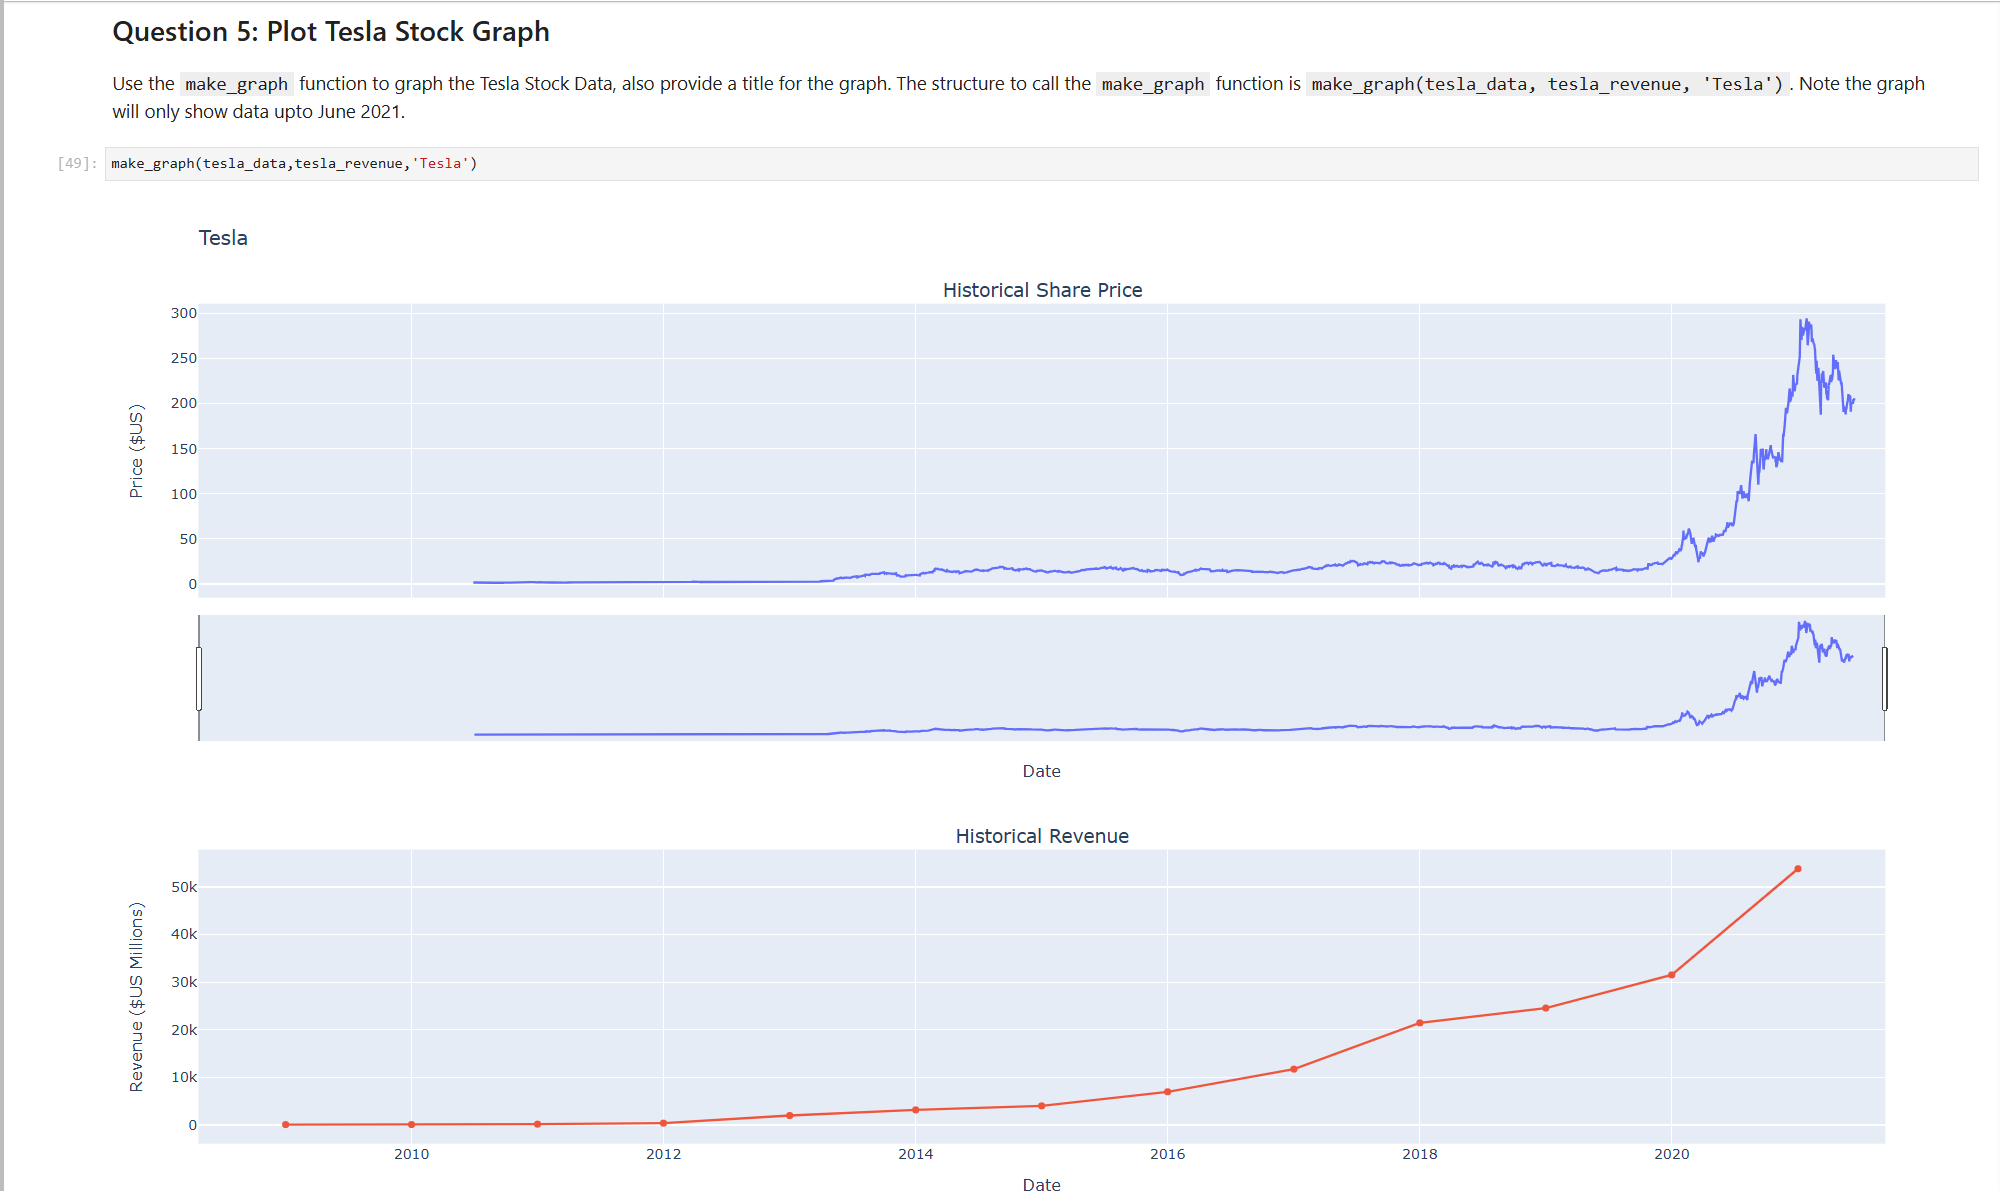 Question 5: Plot Tesla Stock Graph
Use the make_graph function to graph the Tesla Stock Data, also provide a title for the graph. The structure to call the make_graph function is make_graph(tesla_data, tesla_revenue, 'Tesla'). Note the graph
will only show data upto June 2021.
[49]: make_graph(tesla_data,tesla_revenue,'Tesla')
Tesla
Historical Share Price
300
250
200
150
100
50
0
Price ($US)
Date
Historical Revenue
50k
40k
30k
20k
10k
0
Revenue ($US Millions)
2010 2012 2014 2016 2018 2020
Date